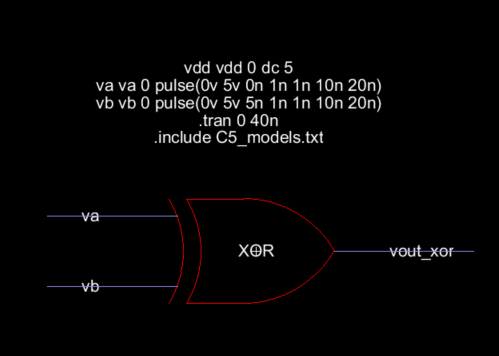 vdd vdd 0 dc 5
va va 0 pulse(0v 5v 0n 1n 1n 10n 20n)
vb vb 0 pulse(0v 5v 5n 1n 1n 10n 20n)
.tran 0 40n
.include C5_models.txt
va
XOR
vout_xor
vb